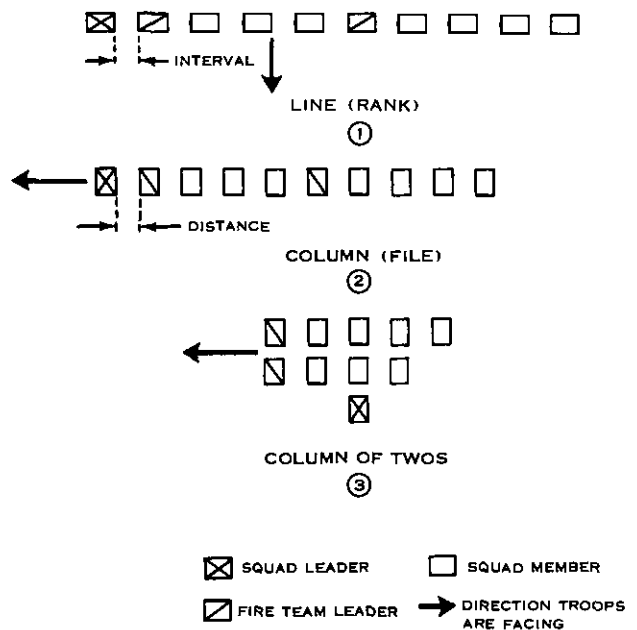 INTERVAL
LINE (RANK)
1
DISTANCE
COLUMN (FILE)
2
COLUMN OF TWOS
3
SQUAD LEADER
SQUAD MEMBER
FIRE TEAM LEADER
DIRECTION TROOPS
ARE FACING